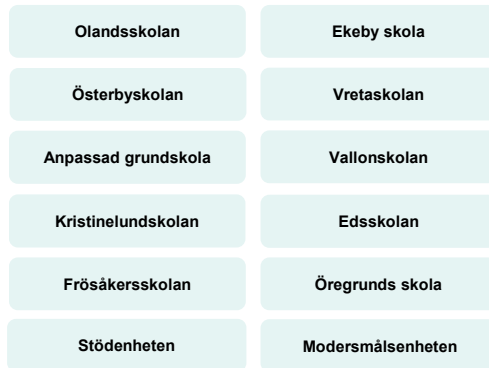 Olandsskolan
Ekeby skola
Österbyskolan
Vretaskolan
Anpassad grundskola
Vallonskolan
Kristinelundskolan
Edsskolan
Frösåkersskolan
Öregrunds skola
Stödenheten
Modersmålsenheten